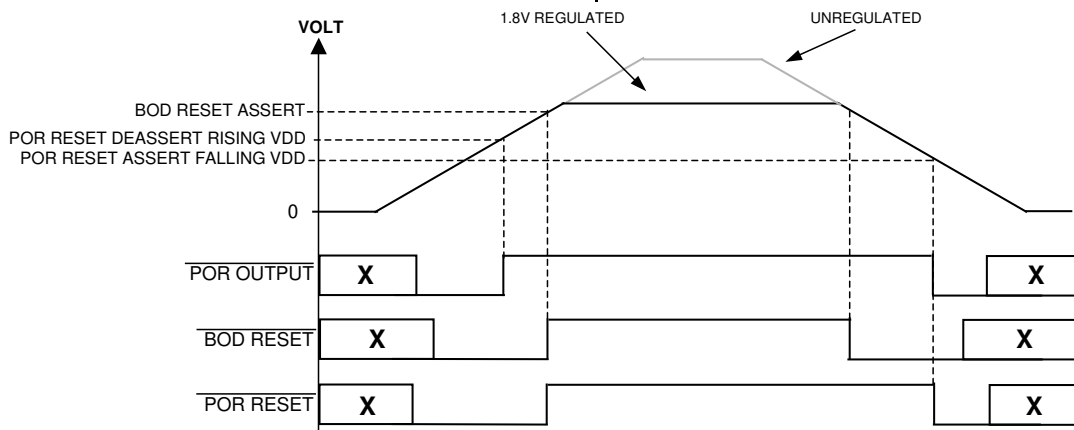 1.8V REGULATED
UNREGULATED
VOLT
BOD RESET ASSERT
POR RESET DEASSERT RISING VDD
POR RESET ASSERT FALLING VDD
0
POR OUTPUT
X
X
BOD RESET
X
X
POR RESET
X
X